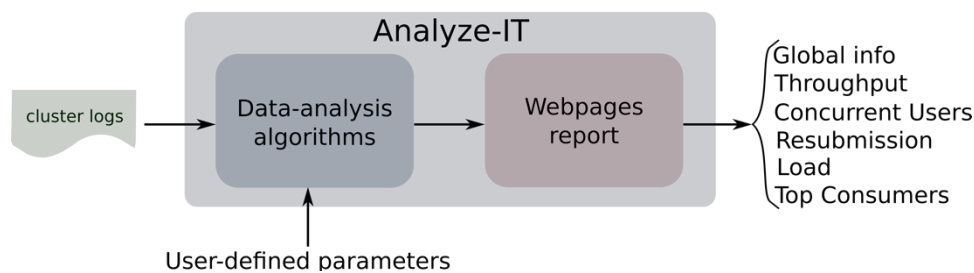 Analyze-IT
cluster logs
Data-analysis
algorithms
Webpages
report
Global info
Throughput
Concurrent Users
Resubmission
Load
Top Consumers
User-defined parameters